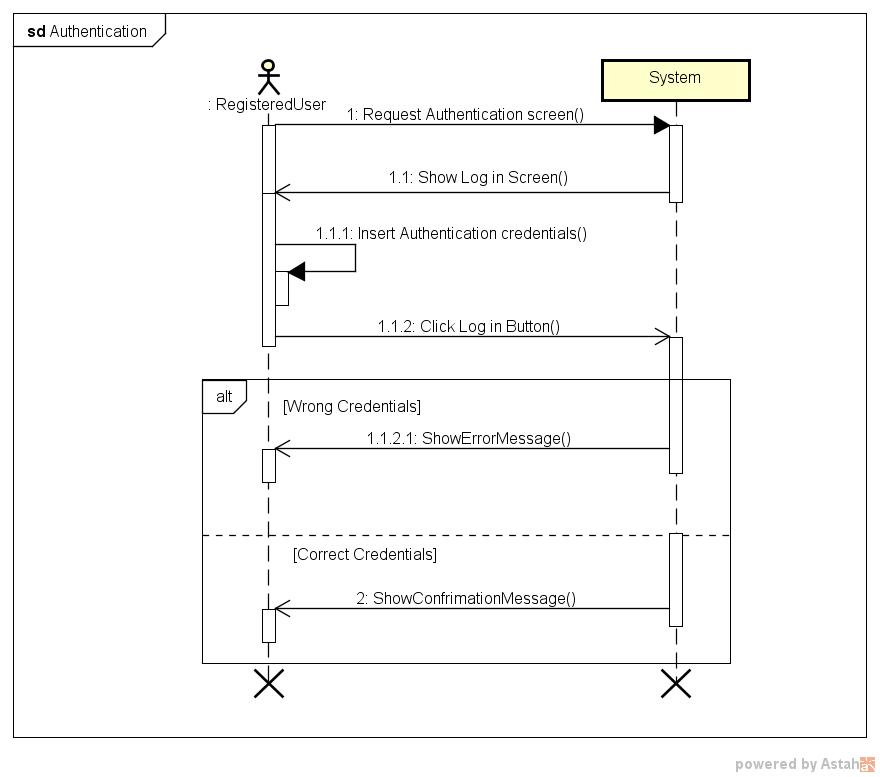 sd Authentication
: RegisteredUser
System
1: Request Authentication screen()
1.1: Show Log in Screen()
1.1.1: Insert Authentication credentials()
1.1.2: Click Log in Button()
alt
[Wrong Credentials]
1.1.2.1: ShowErrorMessage()
[Correct Credentials]
2: ShowConfrimationMessage()
powered by Astah